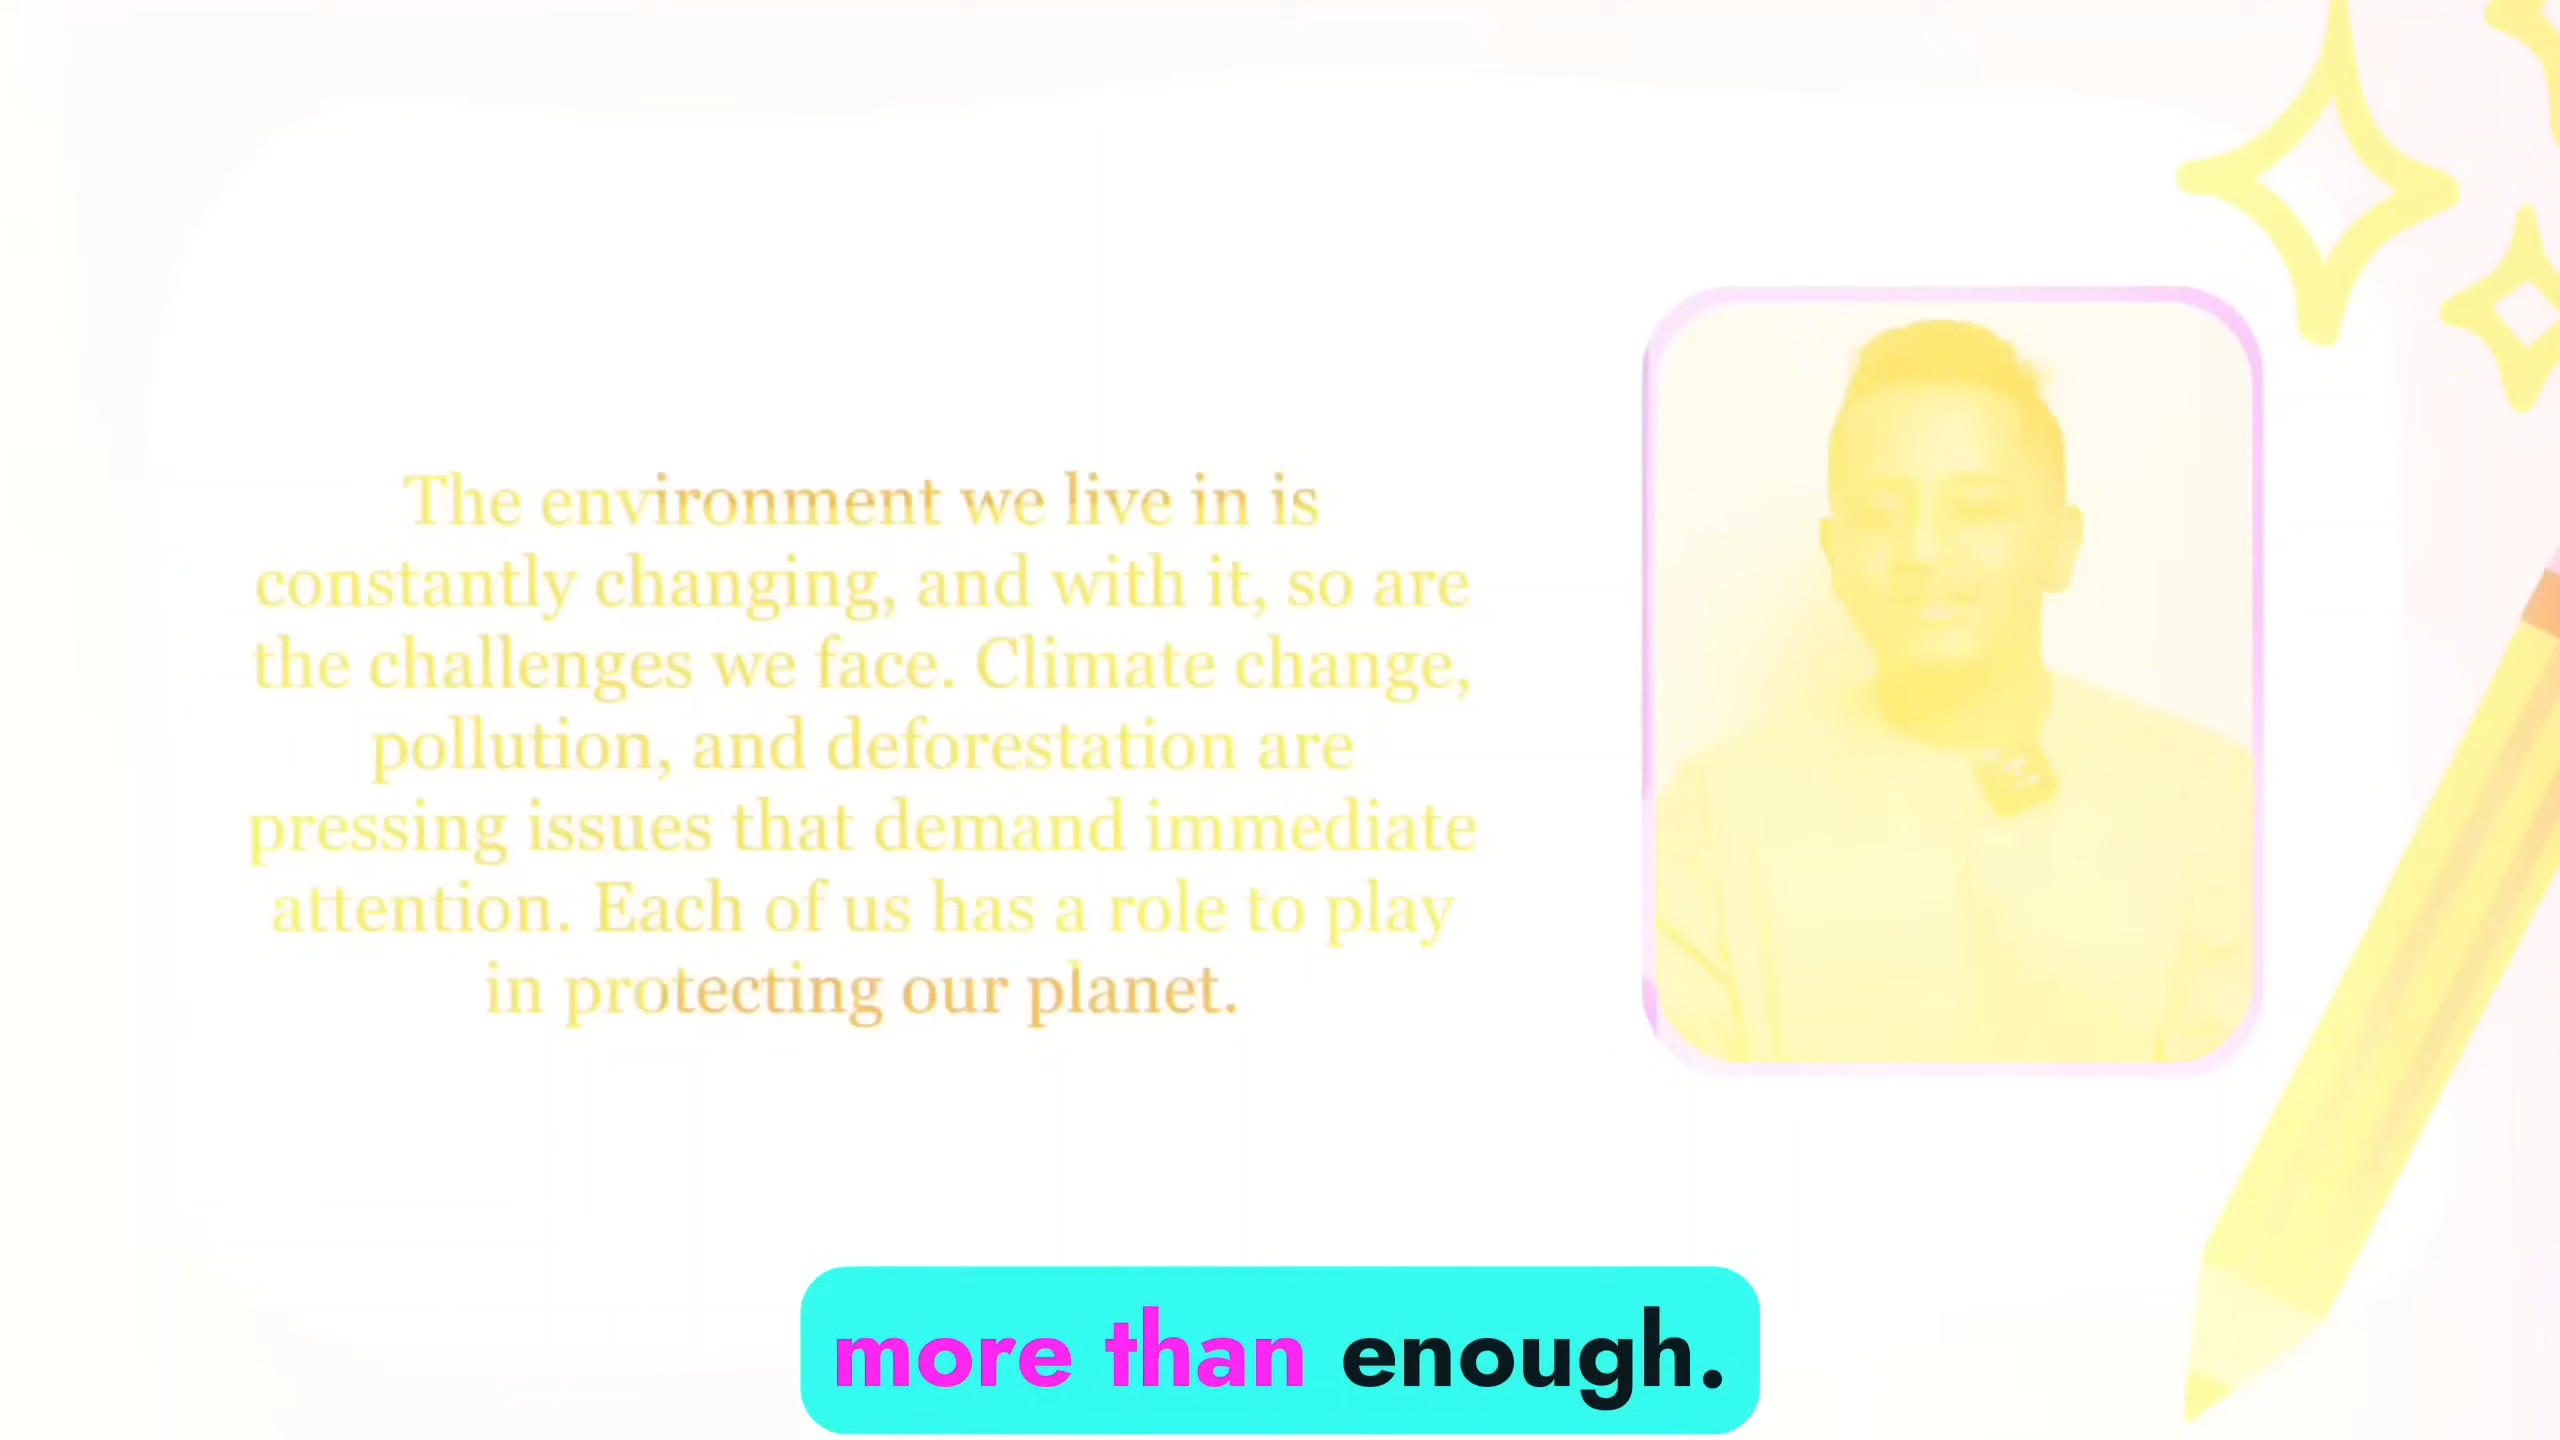 The environment we live in is
constantly changing, and with it, so are
the challenges we face. Climate change,
pollution, and deforestation are
pressing issues that demand immediate
attention. Each of us has a role to play
in protecting our planet.
more than enough.